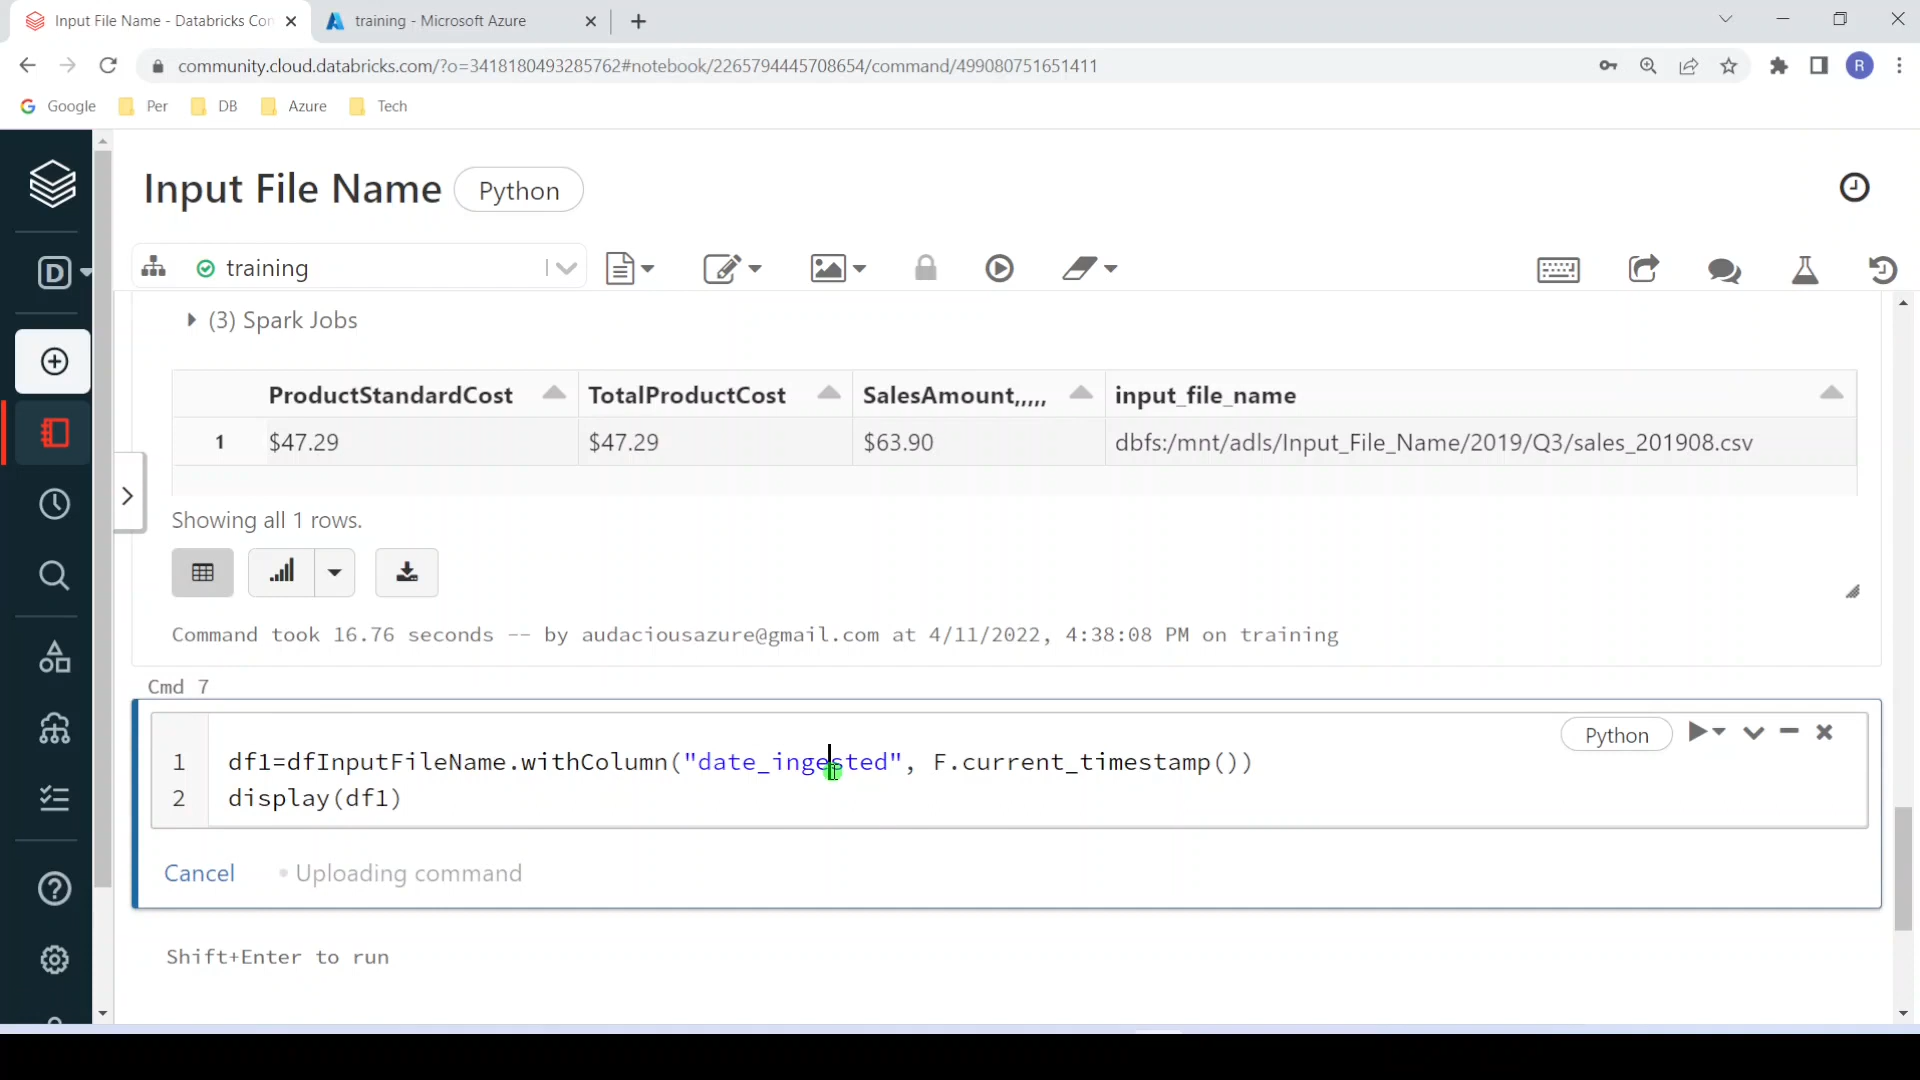 Input File Name - Databricks Con
training - Microsoft Azure
community.cloud.databricks.com/?o=3418180493285762#notebook/2265794445708654/command/499080751651411
R
Google
Per
DB
Azure
Tech
Input File Name
Python
D
training
(3) Spark Jobs
ProductStandardCost TotalProductCost SalesAmount,,,,, input_file_name
1 $47.29 $47.29 $63.90 dbfs:/mnt/adls/Input_File_Name/2019/Q3/sales_201908.csv
Showing all 1 rows.
Command took 16.76 seconds -- by audaciousazure@gmail.com at 4/11/2022, 4:38:08 PM on training
Cmd 7
Python
1 df1=dfInputFileName.withColumn("date_ingested", F.current_timestamp())
2 display(df1)
Cancel • Uploading command
Shift+Enter to run